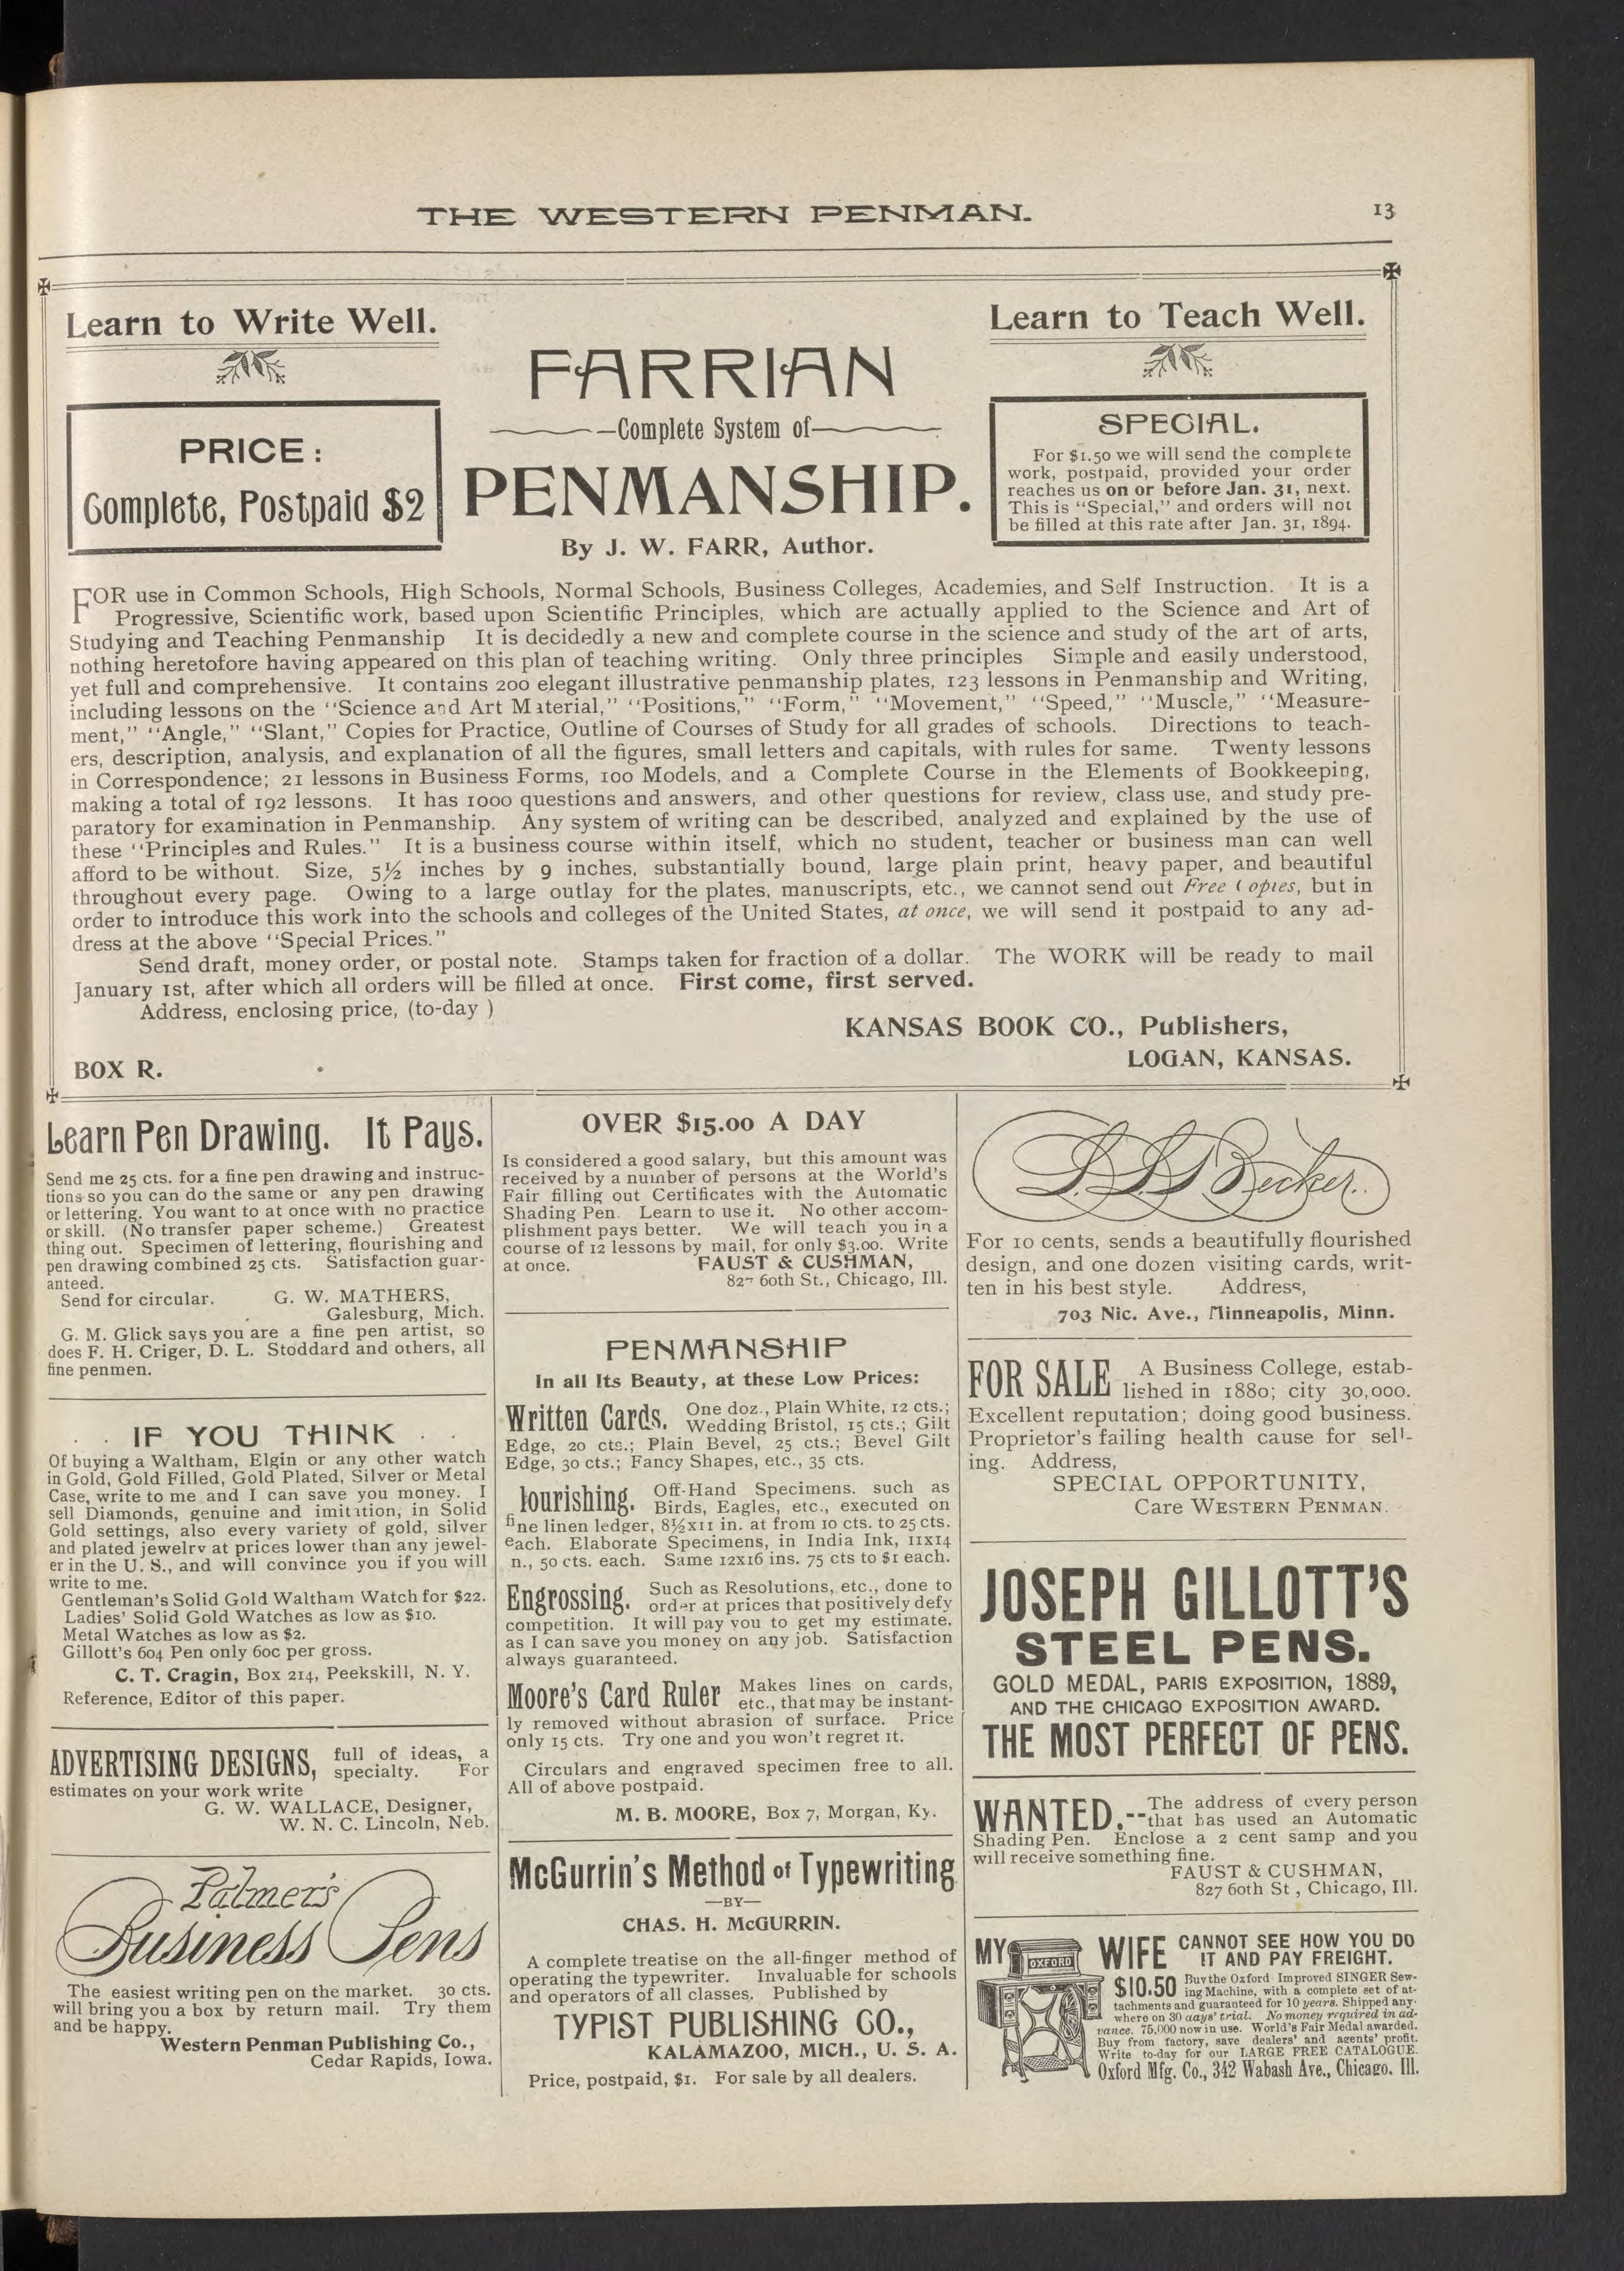 THE WESTERN PENMAN.
13
Learn to Write Well.
PRICE:
Complete, Postpaid $2
FARRIAN
Complete System of
PENMANSHIP.
By J. W. FARR, Author.
Learn to Teach Well.
SPECIAL.
For $1.50 we will send the complete
work, postpaid, provided your order
reaches us on or before Jan. 31, next.
This is "Special," and orders will not
be filled at this rate after Jan. 31, 1894.
FOR use in Common Schools, High Schools, Normal Schools, Business Colleges, Academies, and Self Instruction. It is a
Progressive, Scientific work, based upon Scientific Principles, which are actually applied to the Science and Art of
Studying and Teaching Penmanship It is decidedly a new and complete course in the science and study of the art of arts,
nothing heretofore having appeared on this plan of teaching writing. Only three principles Simple and easily understood,
yet full and comprehensive. It contains 200 elegant illustrative penmanship plates, 123 lessons in Penmanship and Writing,
including lessons on the "Science and Art Material," "Positions," "Form," "Movement," "Speed," "Muscle," "Measure-
ment," "Angle," "Slant," Copies for Practice, Outline of Courses of Study for all grades of schools. Directions to teach-
ers, description, analysis, and explanation of all the figures, small letters and capitals, with rules for same. Twenty lessons
in Correspondence; 21 lessons in Business Forms, 100 Models, and a Complete Course in the Elements of Bookkeeping,
making a total of 192 lessons. It has 1000 questions and answers, and other questions for review, class use, and study pre-
paratory for examination in Penmanship. Any system of writing can be described, analyzed and explained by the use of
these "Principles and Rules." It is a business course within itself, which no student, teacher or business man can well
afford to be without. Size, 5½ inches by 9 inches, substantially bound, large plain print, heavy paper, and beautiful
throughout every page. Owing to a large outlay for the plates, manuscripts, etc., we cannot send out Free Copies, but in
order to introduce this work into the schools and colleges of the United States, at once, we will send it postpaid to any ad-
dress at the above "Special Prices."
Send draft, money order, or postal note. Stamps taken for fraction of a dollar. The WORK will be ready to mail
January 1st, after which all orders will be filled at once. First come, first served.
Address, enclosing price, (to-day )
KANSAS BOOK CO., Publishers,
BOX R.
LOGAN, KANSAS.
Learn Pen Drawing. It Pays.
Send me 25 cts. for a fine pen drawing and instruc-
tions so you can do the same or any pen drawing
or lettering. You want to at once with no practice
or skill. (No transfer paper scheme.) Greatest
thing out. Specimen of lettering, flourishing and
pen drawing combined 25 cts. Satisfaction guar-
anteed.
Send for circular. G. W. MATHERS,
Galesburg, Mich.
G. M. Glick says you are a fine pen artist, so
does F. H. Criger, D. L. Stoddard and others, all
fine penmen.
IF YOU THINK
Of buying a Waltham, Elgin or any other watch
in Gold, Gold Filled, Gold Plated, Silver or Metal
Case, write to me and I can save you money. I
sell Diamonds, genuine and imitation, in Solid
Gold settings, also every variety of gold, silver
and plated jewelry at prices lower than any jewel-
er in the U. S., and will convince you if you will
write to me.
Gentleman's Solid Gold Waltham Watch for $22.
Ladies' Solid Gold Watches as low as $10.
Metal Watches as low as $2.
Gillott's 604 Pen only 60c per gross.
C. T. Cragin, Box 214, Peekskill, N. Y.
Reference, Editor of this paper.
ADVERTISING DESIGNS, full of ideas, a
specialty. For
estimates on your work write
G. W. WALLACE, Designer,
W. N. C. Lincoln, Neb.
Palmer's
Business Pens
The easiest writing pen on the market. 30 cts.
will bring you a box by return mail. Try them
and be happy.
Western Penman Publishing Co.,
Cedar Rapids, Iowa.
OVER $15.00 A DAY
Is considered a good salary, but this amount was
received by a number of persons at the World's
Fair filling out Certificates with the Automatic
Shading Pen. Learn to use it. No other accom-
plishment pays better. We will teach you in a
course of 12 lessons by mail, for only $3.00. Write
at once. FAUST & CUSHMAN,
827 60th St., Chicago, Ill.
PENMANSHIP
In all Its Beauty, at these Low Prices:
Written Cards. One doz., Plain White, 12 cts.;
Wedding Bristol, 15 cts.; Gilt
Edge, 20 cts.; Plain Bevel, 25 cts.; Bevel Gilt
Edge, 30 cts.; Fancy Shapes, etc., 35 cts.
lourishing. Off-Hand Specimens. such as
Birds, Eagles, etc., executed on
fine linen ledger, 8½x11 in. at from 10 cts. to 25 cts.
each. Elaborate Specimens, in India Ink, 11x14
n., 50 cts. each. Same 12x16 ins. 75 cts to $1 each.
Engrossing. Such as Resolutions, etc., done to
order at prices that positively defy
competition. It will pay you to get my estimate.
as I can save you money on any job. Satisfaction
always guaranteed.
Moore's Card Ruler Makes lines on cards,
etc., that may be instant-
ly removed without abrasion of surface. Price
only 15 cts. Try one and you won't regret it.
Circulars and engraved specimen free to all.
All of above postpaid.
M. B. MOORE, Box 7, Morgan, Ky.
McGurrin's Method of Typewriting
—BY—
CHAS. H. McGURRIN.
A complete treatise on the all-finger method of
operating the typewriter. Invaluable for schools
and operators of all classes. Published by
TYPIST PUBLISHING CO.,
KALAMAZOO, MICH., U. S. A.
Price, postpaid, $1. For sale by all dealers.
Becker.
For 10 cents, sends a beautifully flourished
design, and one dozen visiting cards, writ-
ten in his best style. Address,
703 Nic. Ave., Minneapolis, Minn.
FOR SALE A Business College, estab-
lished in 1880; city 30,000.
Excellent reputation; doing good business.
Proprietor's failing health cause for sell-
ing. Address,
SPECIAL OPPORTUNITY,
Care WESTERN PENMAN.
JOSEPH GILLOTT'S
STEEL PENS.
GOLD MEDAL, PARIS EXPOSITION, 1889,
AND THE CHICAGO EXPOSITION AWARD.
THE MOST PERFECT OF PENS.
WANTED.--The address of every person
that has used an Automatic
Shading Pen. Enclose a 2 cent samp and you
will receive something fine.
FAUST & CUSHMAN,
827 60th St , Chicago, Ill.
MY WIFE CANNOT SEE HOW YOU DO
IT AND PAY FREIGHT.
OXFORD
$10.50 Buy the Oxford Improved SINGER Sew-
ing Machine, with a complete set of at-
tachments and guaranteed for 10 years. Shipped any-
where on 30 days' trial. No money required in ad-
vance. 75,000 now in use. World's Fair Medal awarded.
Buy from factory, save dealers' and agents' profit.
Write to-day for our LARGE FREE CATALOGUE.
Oxford Mfg. Co., 342 Wabash Ave., Chicago. Ill.